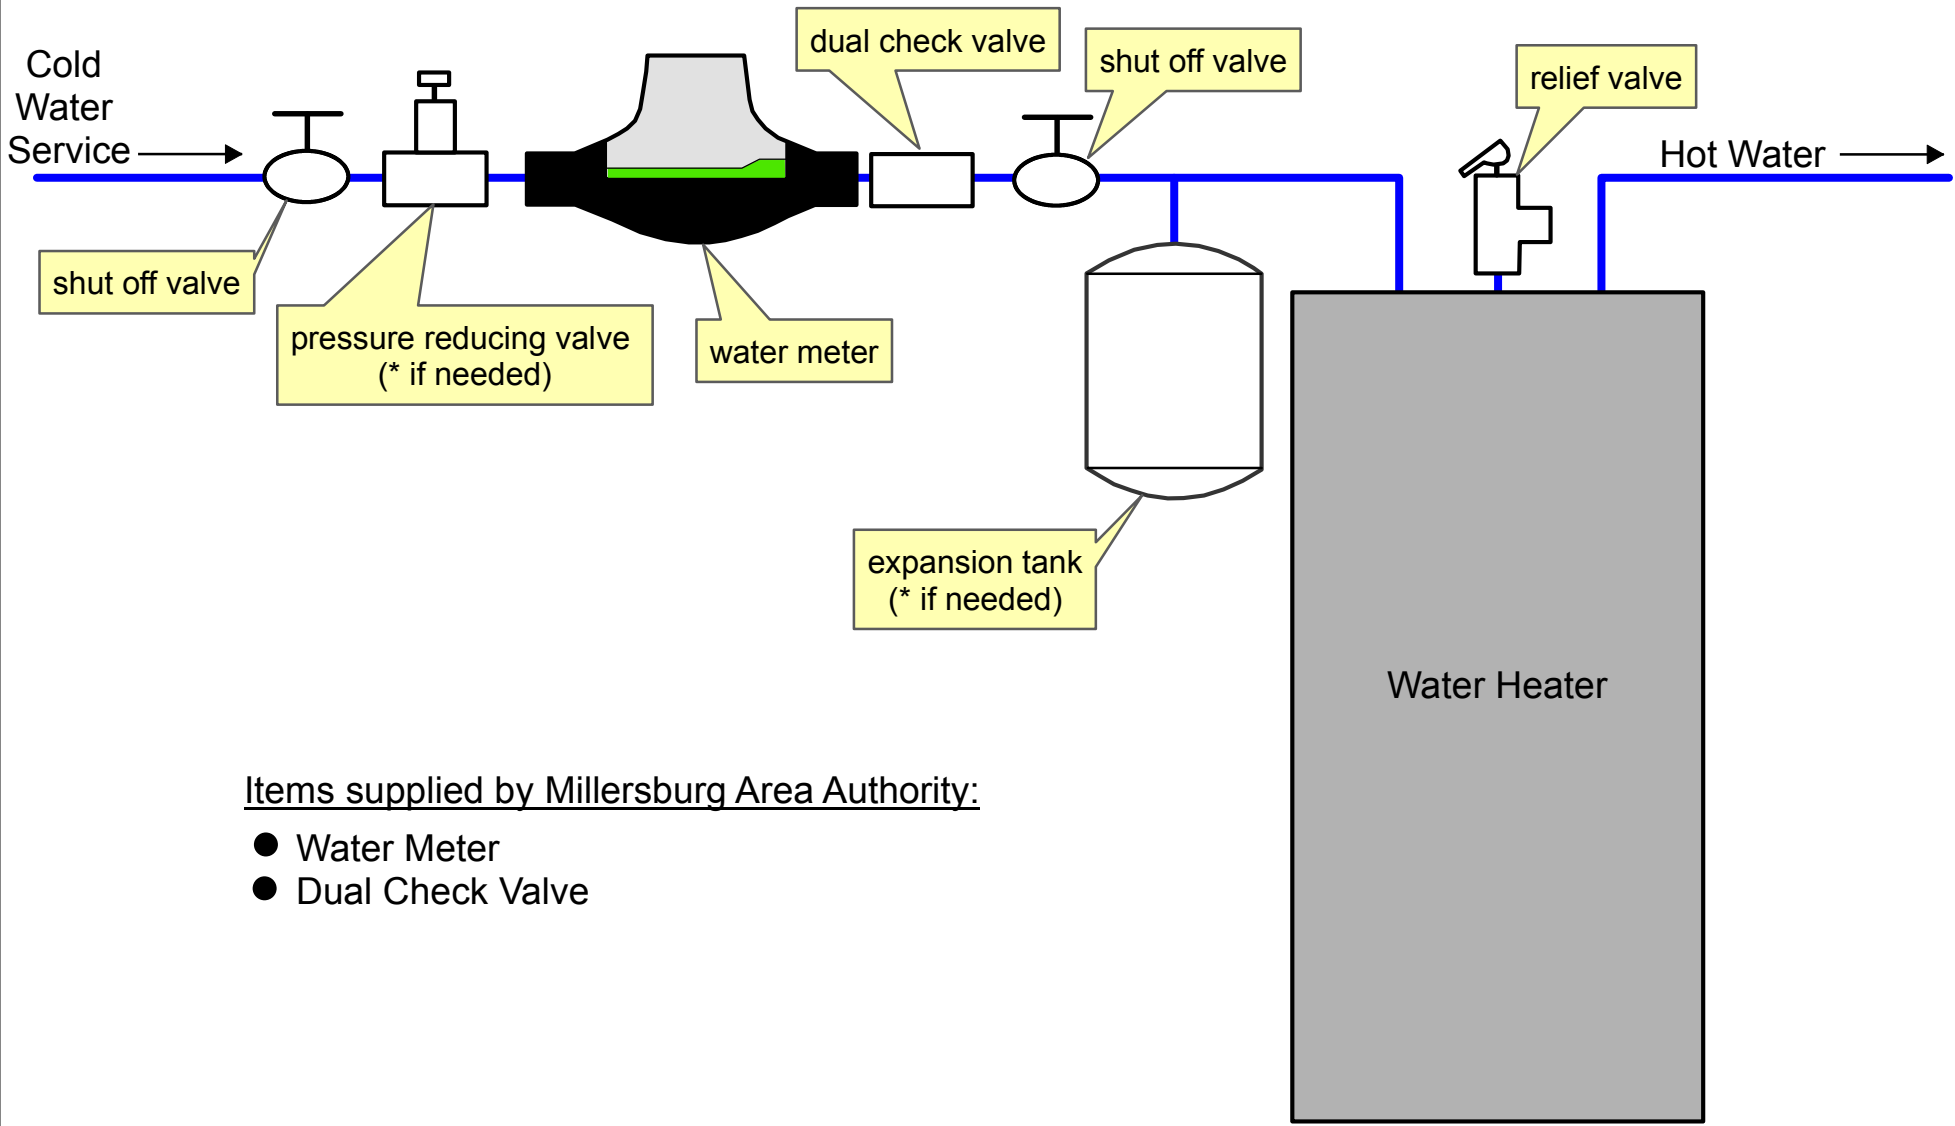 Cold
Water
Service
dual check valve
shut off valve
relief valve
Hot Water
shut off valve
pressure reducing valve
(* if needed)
water meter
expansion tank
(* if needed)
Water Heater
Items supplied by Millersburg Area Authority:
● Water Meter
● Dual Check Valve